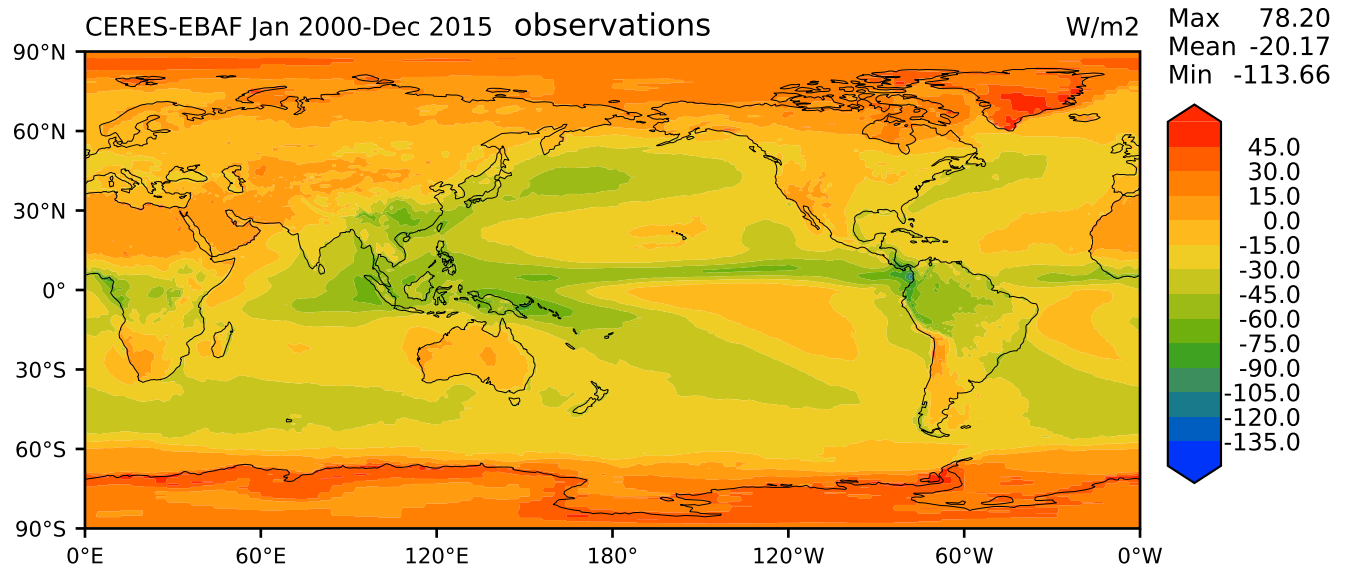 CERES-EBAF Jan 2000-Dec 2015 observations W/m2
Max 78.20
Mean -20.17
Min -113.66
90°N
60°N
30°N
0°
30°S
60°S
90°S
0°E 60°E 120°E 180° 120°W 60°W 0°W
45.0
30.0
15.0
0.0
-15.0
-30.0
-45.0
-60.0
-75.0
-90.0
-105.0
-120.0
-135.0